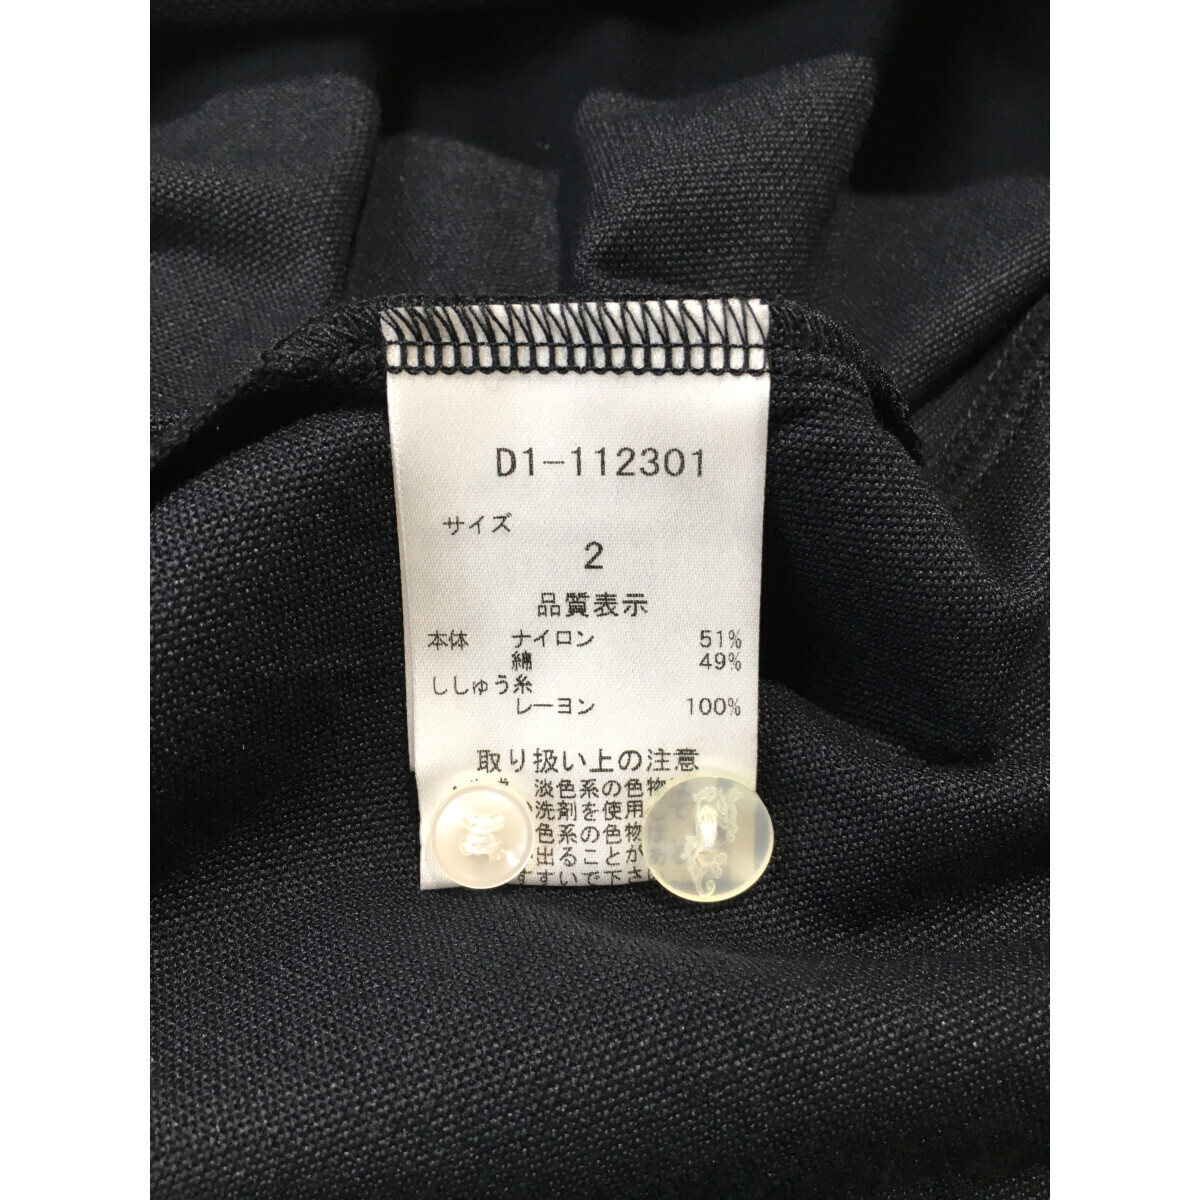 D1-112301
サイズ
2
品質表示
本体 ナイロン 51%
綿 49%
ししゅう糸
レーヨン 100%
取り扱い上の注意
淡色系の色物
洗剤を使用
色系の色物
出ることが
すすいで下さ